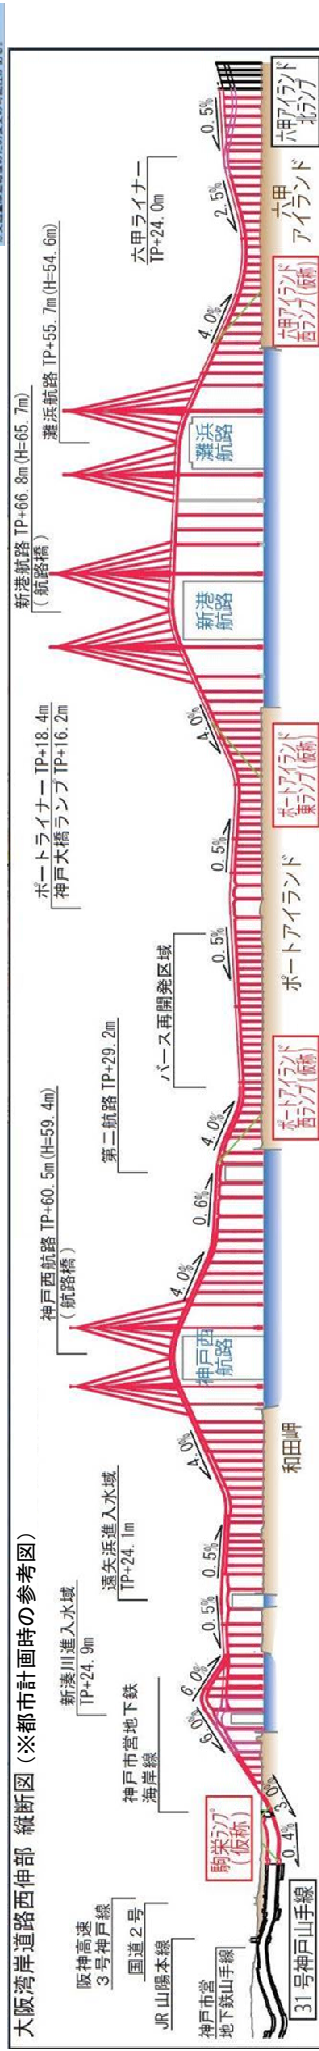 大阪湾岸道路西伸部 縦断図(※都市計画時の参考図)
阪神高速
3号神戸線
国道2号
JR山陽本線
神戸市営
地下鉄山手線
31号神戸山手線
駒栄ランプ
(仮称)
0.4%
3.0%
神戸市営地下鉄
海岸線
新湊川進入水域
TP+24.9m
6.0%
6.0%
遠矢浜進入水域
TP+24.1m
0.5%
0.5%
和田岬
4.0%
神戸西航路 TP+60.5m(H=59.4m)
(航路橋)
神戸西
航路
4.0%
0.6%
第二航路 TP+29.2m
4.0%
ポートアイランド
西ランプ(仮称)
バース再開発区域
0.5%
ポートアイランド
0.5%
ポートライナー TP+18.4m
神戸大橋ランプ TP+16.2m
ポートアイランド
東ランプ(仮称)
4.0%
新港航路 TP+66.8m(H=65.7m)
(航路橋)
新港
航路
灘浜航路 TP+55.7m(H=54.6m)
灘浜
航路
4.0%
六甲アイランド
西ランプ(仮称)
六甲ライナー
TP+24.0m
2.5%
六甲
アイランド
0.5%
六甲アイランド
北ランプ